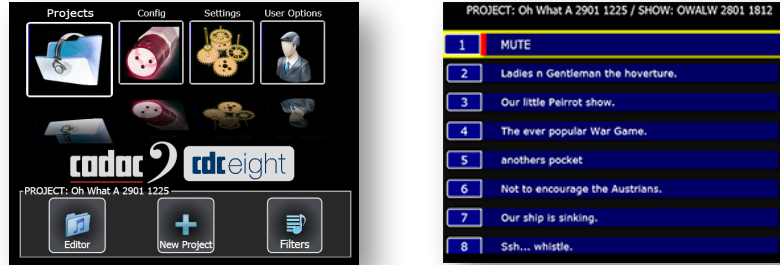 Projects Config Settings User Options
cadac cdceight
PROJECT: Oh What A 2901 1225
Editor New Project Filters
PROJECT: Oh What A 2901 1225 / SHOW: OWALW 2801 1812
1 MUTE
2 Ladies n Gentleman the hoverture.
3 Our little Peirrot show.
4 The ever popular War Game.
5 anothers pocket
6 Not to encourage the Austrians.
7 Our ship is sinking.
8 Ssh... whistle.